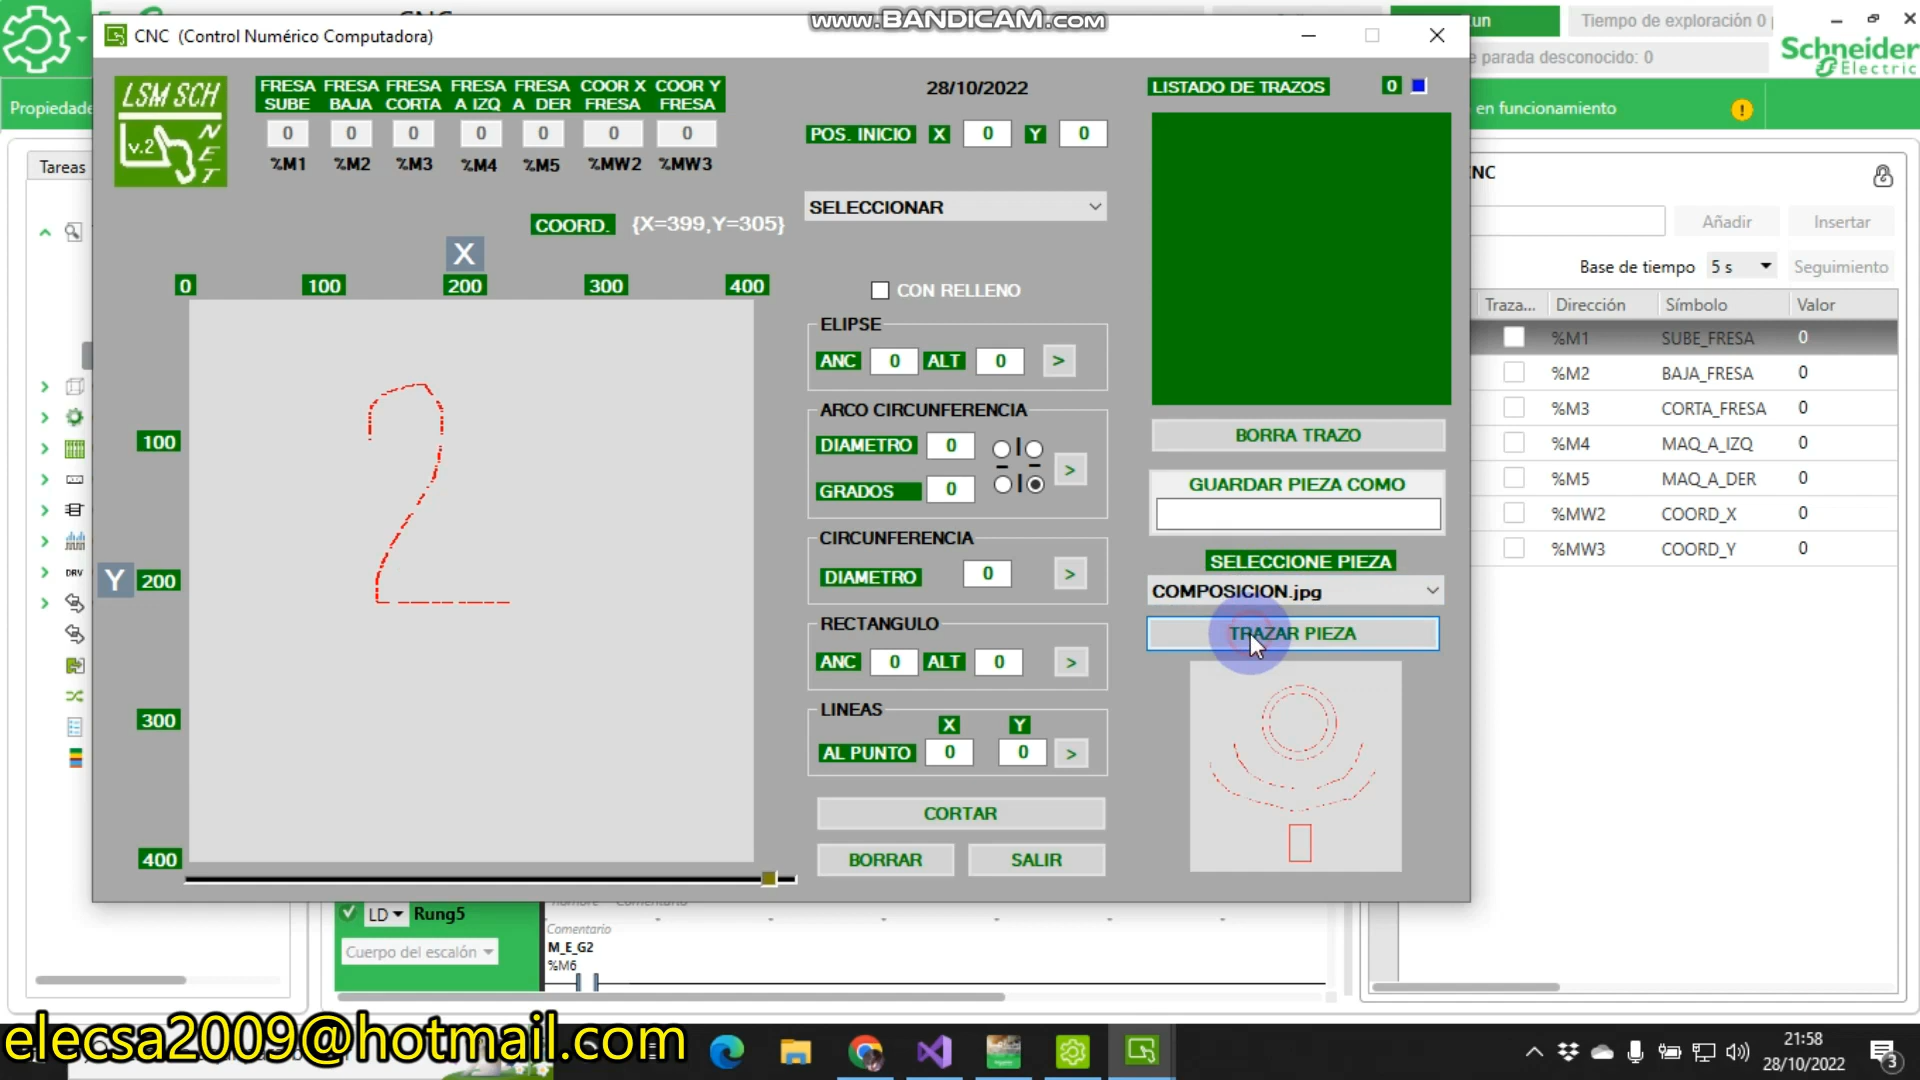 www.BANDICAM.com
CNC (Control Numérico Computadora)
Tiempo de exploración 0
Schneider
Electric
e parada desconocido: 0
LSM SCH
v.2
NET
FRESA SUBE
FRESA BAJA
FRESA CORTA
FRESA A IZQ
FRESA A DER
COOR X FRESA
COOR Y FRESA
0 0 0 0 0 0 0
%M1 %M2 %M3 %M4 %M5 %MW2 %MW3
28/10/2022
LISTADO DE TRAZOS 0
Propiedade
en funcionamiento
POS. INICIO X 0 Y 0
Tareas
NC
SELECCIONAR
COORD. {X=399,Y=305}
Añadir
Insertar
X
Base de tiempo 5 s Seguimiento
0 100 200 300 400
CON RELLENO
Traza... Dirección Símbolo Valor
%M1 SUBE_FRESA 0
%M2 BAJA_FRESA 0
%M3 CORTA_FRESA 0
%M4 MAQ_A_IZQ 0
%M5 MAQ_A_DER 0
%MW2 COORD_X 0
%MW3 COORD_Y 0
ELIPSE
ANC 0 ALT 0 >
ARCO CIRCUNFERENCIA
DIAMETRO 0
GRADOS 0 >
CIRCUNFERENCIA
DIAMETRO 0 >
RECTANGULO
ANC 0 ALT 0 >
LINEAS
X Y
AL PUNTO 0 0 >
CORTAR
BORRAR SALIR
BORRA TRAZO
GUARDAR PIEZA COMO
SELECCIONE PIEZA
COMPOSICION.jpg
TRAZAR PIEZA
100
Y 200
300
400
2
DRV
LD Rung5
Comentario
Cuerpo del escalón
M_E_G2
%M6
elecsa2009@hotmail.com
21:58
28/10/2022
3